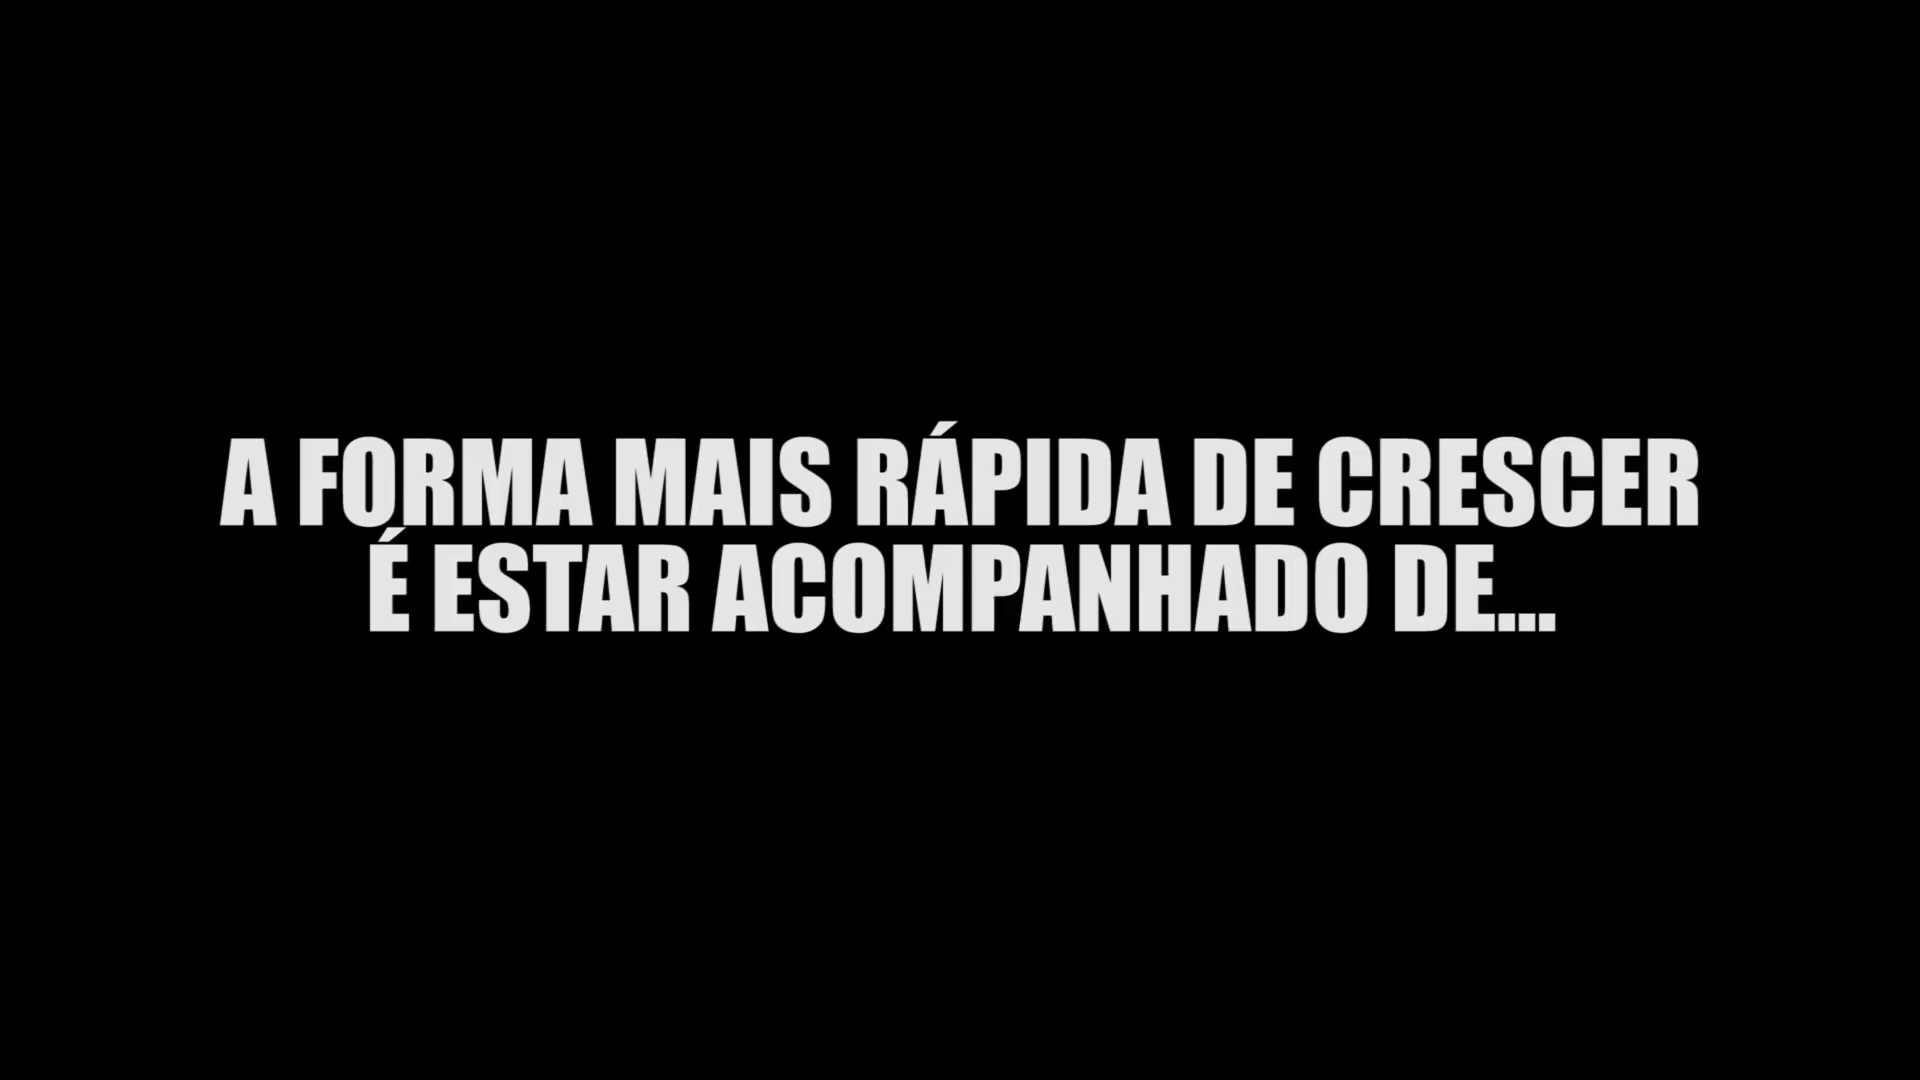 A FORMA MAIS RÁPIDA DE CRESCER
É ESTAR ACOMPANHADO DE...